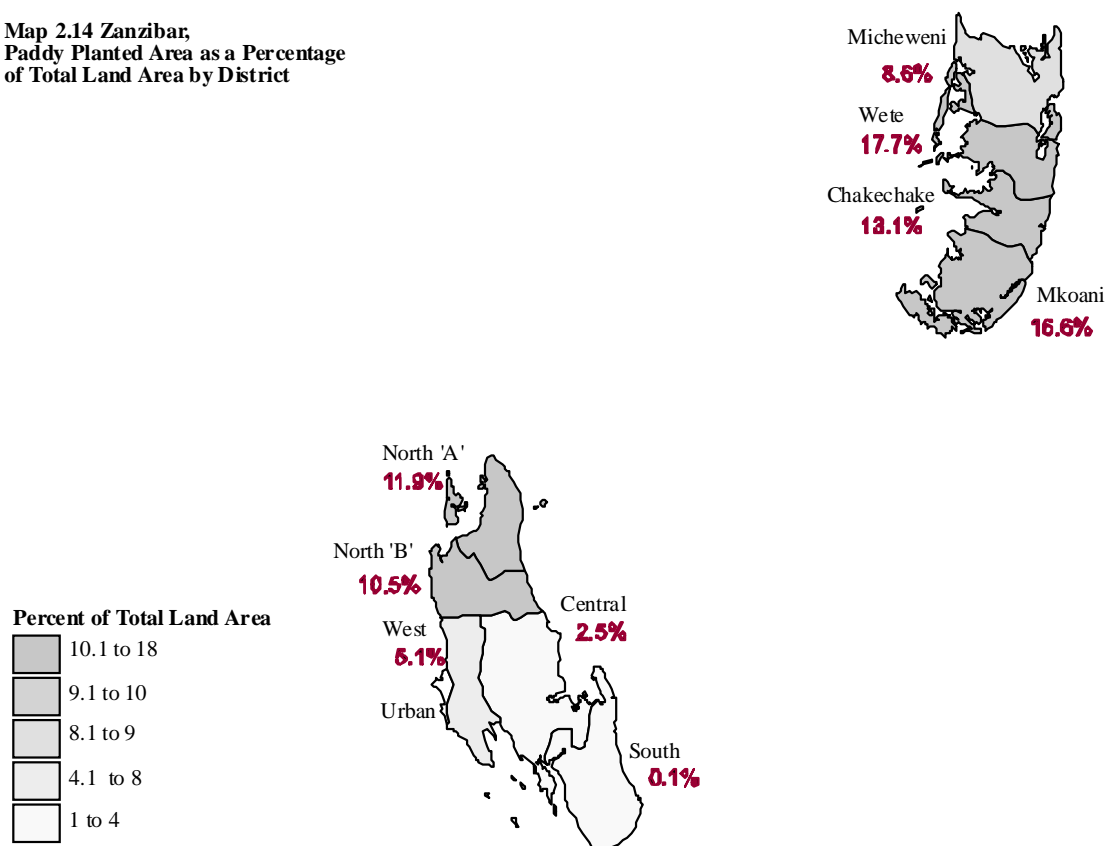 Map 2.14 Zanzibar,
Paddy Planted Area as a Percentage
of Total Land Area by District
Micheweni
8.6%
Wete
17.7%
Chakechake
13.1%
Mkoani
16.6%
North 'A'
11.9%
North 'B'
10.5%
Central
2.5%
West
5.1%
Urban
South
0.1%
Percent of Total Land Area
10.1 to 18
9.1 to 10
8.1 to 9
4.1 to 8
1 to 4